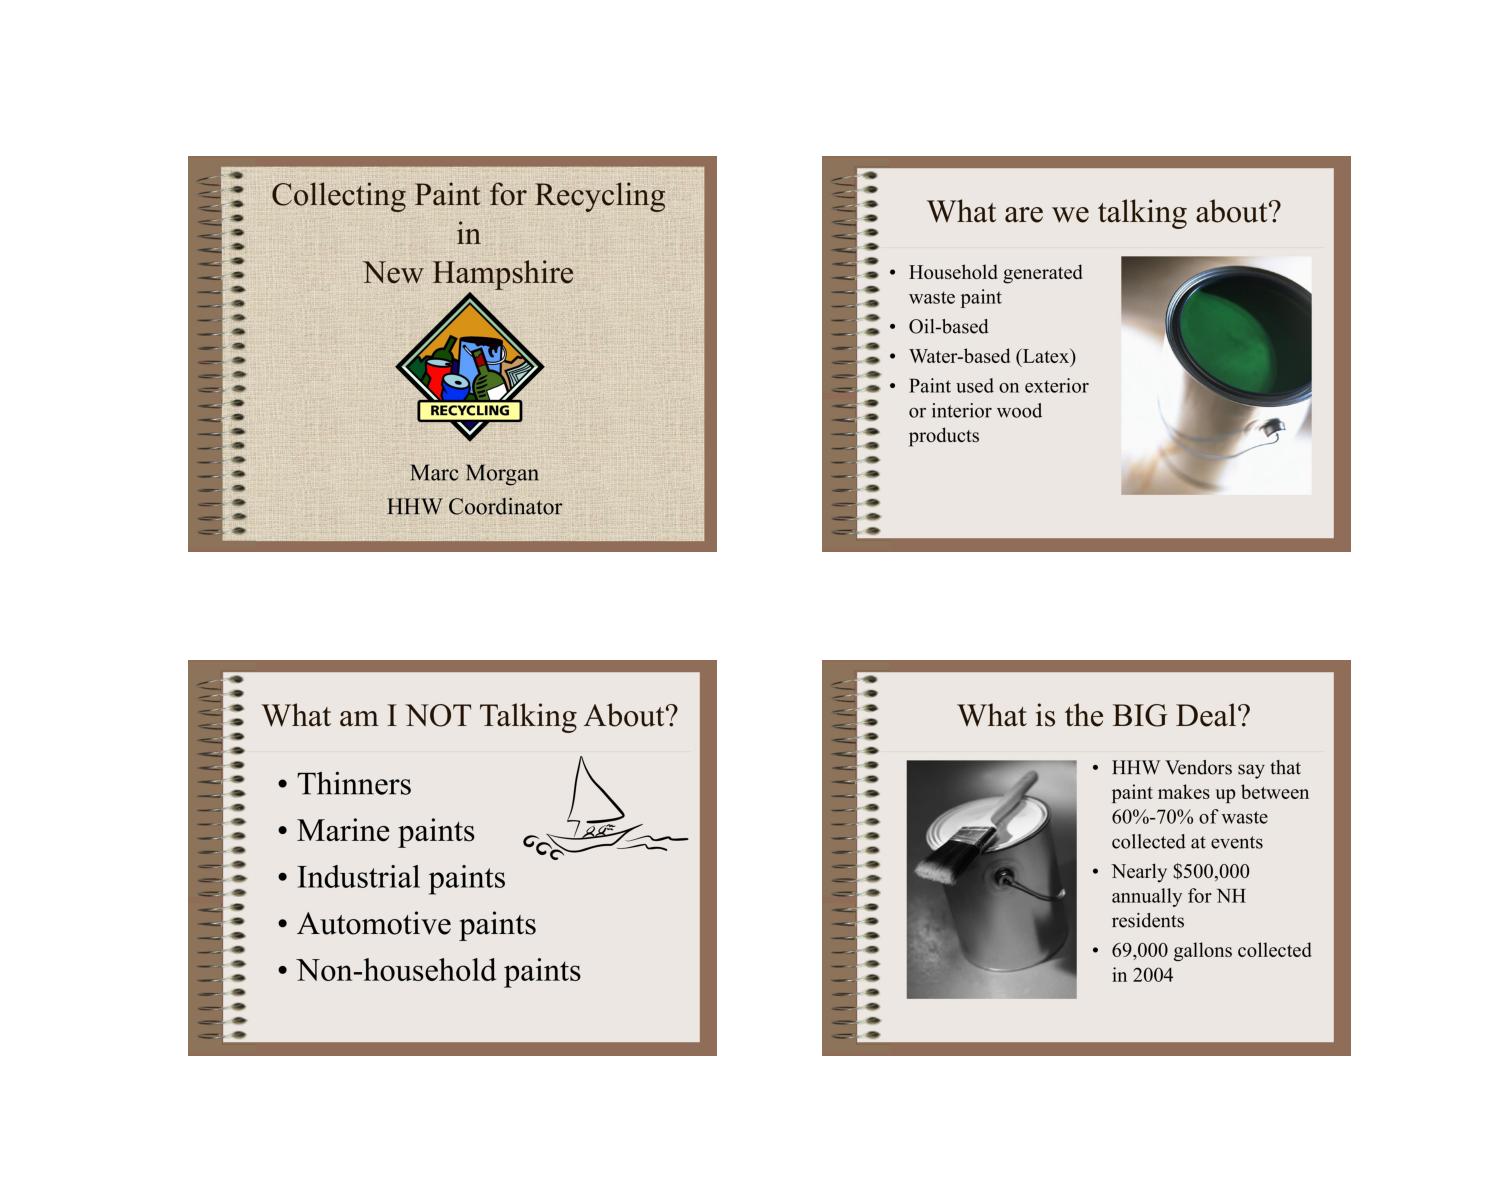 Collecting Paint for Recycling
in
New Hampshire
RECYCLING
Marc Morgan
HHW Coordinator
What are we talking about?
• Household generated
waste paint
• Oil-based
• Water-based (Latex)
• Paint used on exterior
or interior wood
products
What am I NOT Talking About?
• Thinners
• Marine paints
• Industrial paints
• Automotive paints
• Non-household paints
What is the BIG Deal?
• HHW Vendors say that
paint makes up between
60%-70% of waste
collected at events
• Nearly $500,000
annually for NH
residents
• 69,000 gallons collected
in 2004